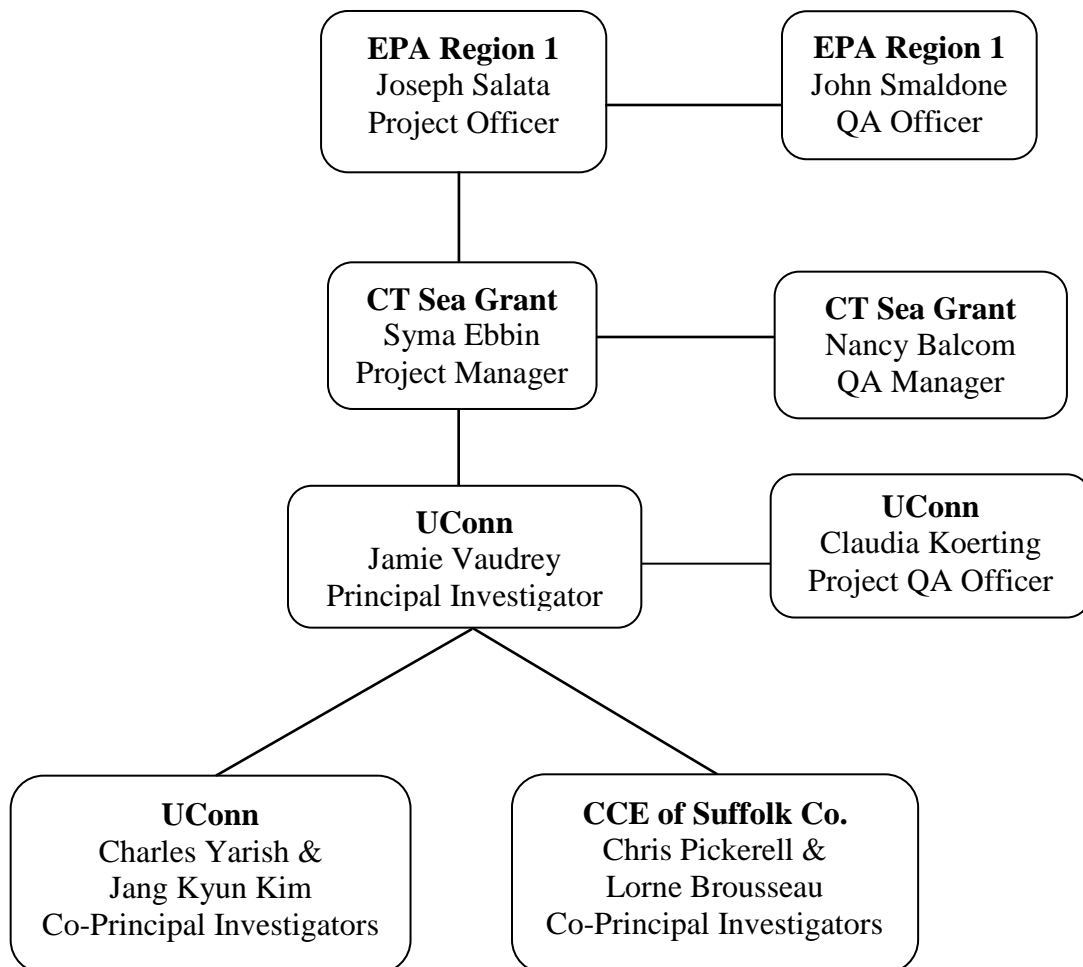 EPA Region 1
Joseph Salata
Project Officer
EPA Region 1
John Smaldone
QA Officer
CT Sea Grant
Syma Ebbin
Project Manager
CT Sea Grant
Nancy Balcom
QA Manager
UConn
Jamie Vaudrey
Principal Investigator
UConn
Claudia Koerting
Project QA Officer
UConn
Charles Yarish &
Jang Kyun Kim
Co-Principal Investigators
CCE of Suffolk Co.
Chris Pickerell &
Lorne Brousseau
Co-Principal Investigators